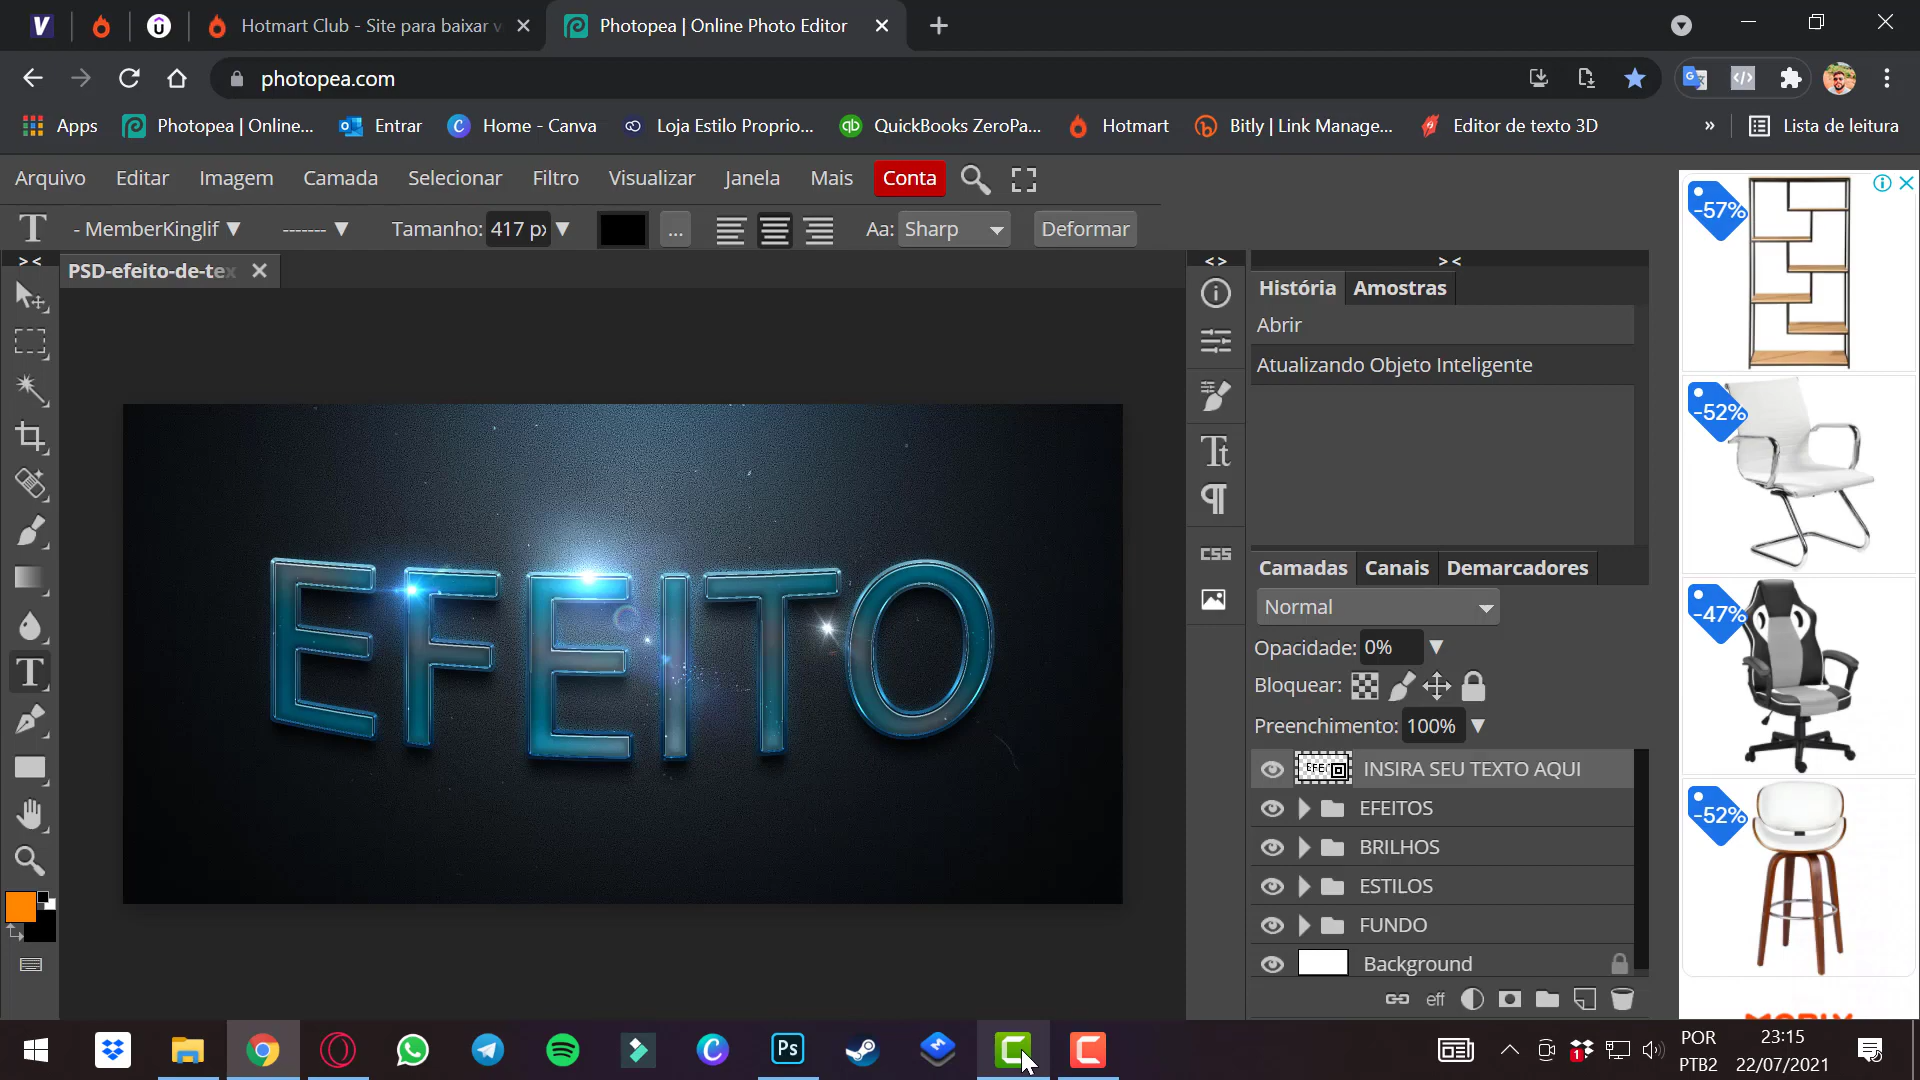 Hotmart Club - Site para baixar v
Photopea | Online Photo Editor
photopea.com
Apps
Photopea | Online...
Entrar
Home - Canva
Loja Estilo Proprio...
QuickBooks ZeroPa...
Hotmart
Bitly | Link Manage...
Editor de texto 3D
»
Lista de leitura
Arquivo Editar Imagem Camada Selecionar Filtro Visualizar Janela Mais Conta
- MemberKinglif
-------
Tamanho: 417 px
...
Aa: Sharp
Deformar
PSD-efeito-de-tex
História Amostras
Abrir
Atualizando Objeto Inteligente
EFEITO
CSS
Camadas Canais Demarcadores
Normal
Opacidade: 0%
Bloquear:
Preenchimento: 100%
INSIRA SEU TEXTO AQUI
EFEITOS
BRILHOS
ESTILOS
FUNDO
Background
eff
-57%
-52%
-47%
-52%
Ps
1
POR
PTB2
23:15
22/07/2021